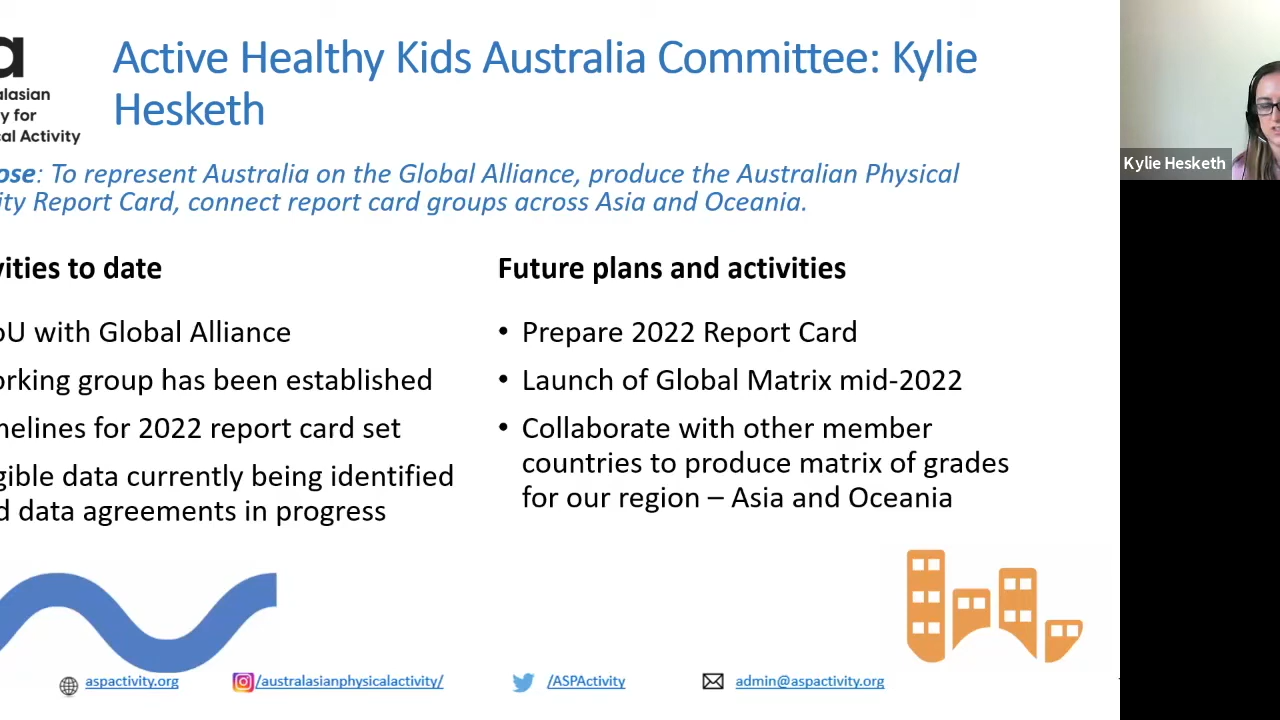 a
alasian
y for
cal Activity
Active Healthy Kids Australia Committee: Kylie
Hesketh
ose: To represent Australia on the Global Alliance, produce the Australian Physical
ity Report Card, connect report card groups across Asia and Oceania.
vities to date
oU with Global Alliance
orking group has been established
nelines for 2022 report card set
gible data currently being identified
d data agreements in progress
Future plans and activities
• Prepare 2022 Report Card
• Launch of Global Matrix mid-2022
• Collaborate with other member
countries to produce matrix of grades
for our region – Asia and Oceania
aspactivity.org
/australasianphysicalactivity/
/ASPActivity
admin@aspactivity.org
Kylie Hesketh